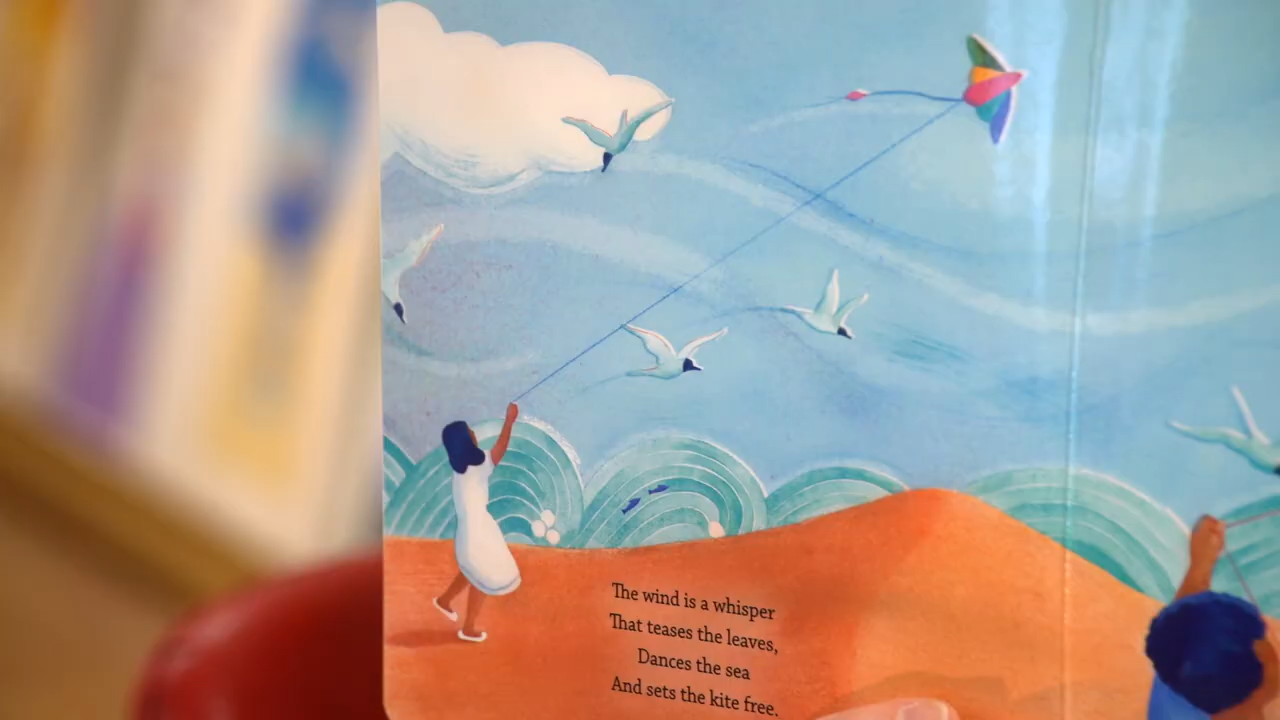 The wind is a whisper
That teases the leaves,
Dances the sea
And sets the kite free.